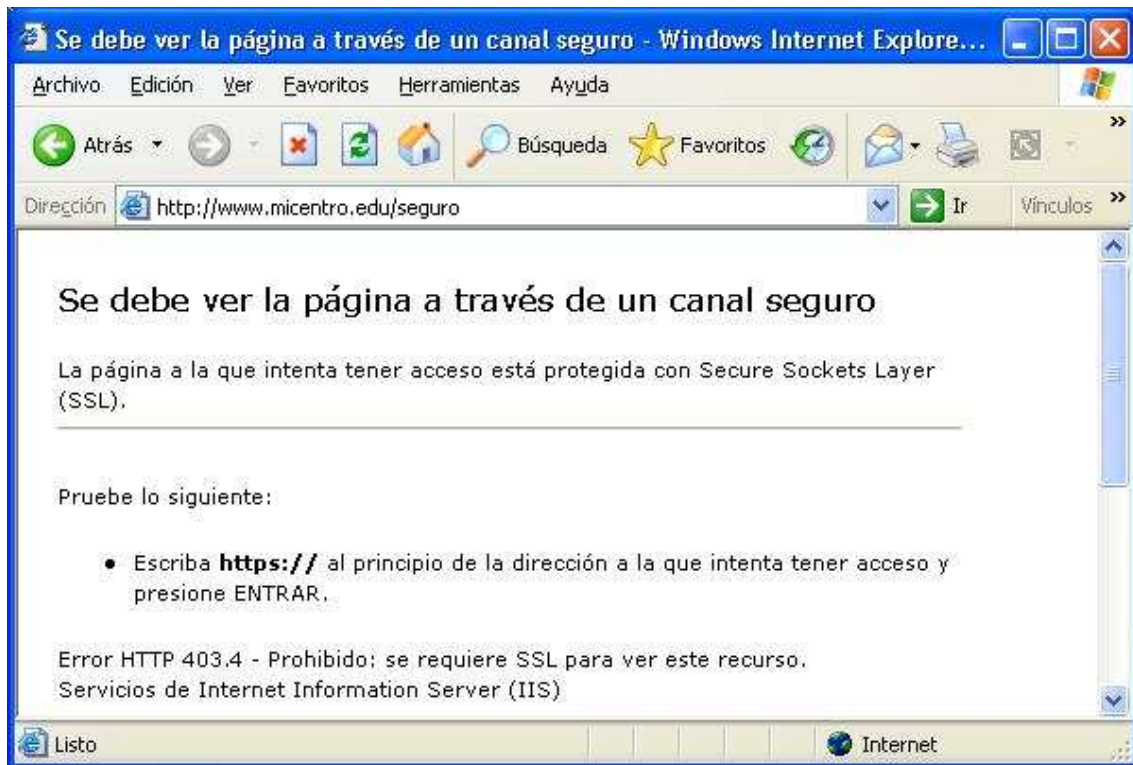 Se debe ver la página a través de un canal seguro - Windows Internet Explore...
Archivo Edición Ver Favoritos Herramientas Ayuda
Atrás Búsqueda Favoritos »
Dirección http://www.micentro.edu/seguro Ir Vínculos »
Se debe ver la página a través de un canal seguro
La página a la que intenta tener acceso está protegida con Secure Sockets Layer
(SSL).
Pruebe lo siguiente:
• Escriba https:// al principio de la dirección a la que intenta tener acceso y
presione ENTRAR.
Error HTTP 403.4 - Prohibido: se requiere SSL para ver este recurso.
Servicios de Internet Information Server (IIS)
Listo Internet